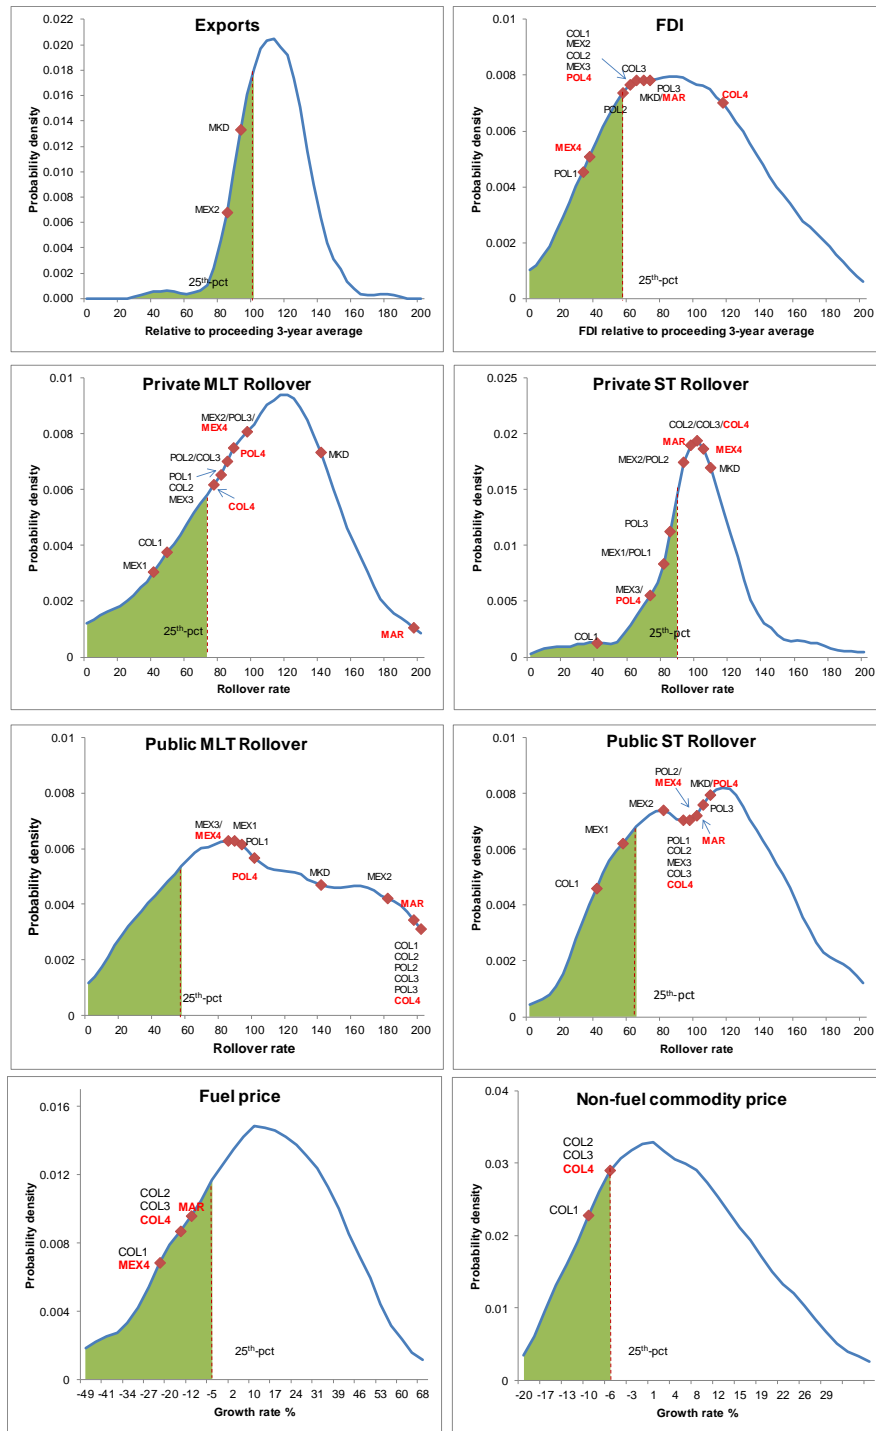 Exports
Probability density
0.022
0.020
0.018
0.016
0.014
0.012
0.010
0.008
0.006
0.004
0.002
0.000
MKD
MEX2
25th-pct
0 20 40 60 80 100 120 140 160 180 200
Relative to proceeding 3-year average
FDI
Probability density
0.01
0.008
0.006
0.004
0.002
0
COL1
MEX2
COL2
MEX3
POL4
COL3
POL3
MKD/MAR
POL2
COL4
MEX4
POL1
25th-pct
0 20 40 60 80 100 120 140 160 180 200
FDI relative to proceeding 3-year average
Private MLT Rollover
Probability density
0.01
0.008
0.006
0.004
0.002
0
MEX2/POL3/
MEX4
POL4
POL2/COL3
POL1
COL2
MEX3
COL4
MKD
COL1
MEX1
MAR
25th-pct
0 20 40 60 80 100 120 140 160 180 200
Rollover rate
Private ST Rollover
Probability density
0.025
0.02
0.015
0.01
0.005
0
COL2/COL3/COL4
MAR
MEX4
MEX2/POL2
MKD
POL3
MEX1/POL1
MEX3/
POL4
COL1
25th-pct
0 20 40 60 80 100 120 140 160 180 200
Rollover rate
Public MLT Rollover
Probability density
0.01
0.008
0.006
0.004
0.002
0
MEX3/
MEX4
MEX1
POL1
POL4
MKD
MEX2
MAR
COL1
COL2
POL2
COL3
POL3
COL4
25th-pct
0 20 40 60 80 100 120 140 160 180 200
Rollover rate
Public ST Rollover
Probability density
0.01
0.008
0.006
0.004
0.002
0
POL2/
MEX4
MKD/POL4
MEX2
POL3
MEX1
MAR
POL1
COL2
MEX3
COL3
COL4
COL1
25th-pct
0 20 40 60 80 100 120 140 160 180 200
Rollover rate
Fuel price
Probability density
0.016
0.012
0.008
0.004
0
COL2
COL3
COL4
MAR
COL1
MEX4
25th-pct
-49 -41 -34 -27 -20 -12 -5 2 10 17 24 31 39 46 53 60 68
Growth rate %
Non-fuel commodity price
Probability density
0.04
0.03
0.02
0.01
0
COL2
COL3
COL4
COL1
25th-pct
-20 -17 -13 -10 -6 -3 1 4 8 12 15 19 22 26 29
Growth rate %